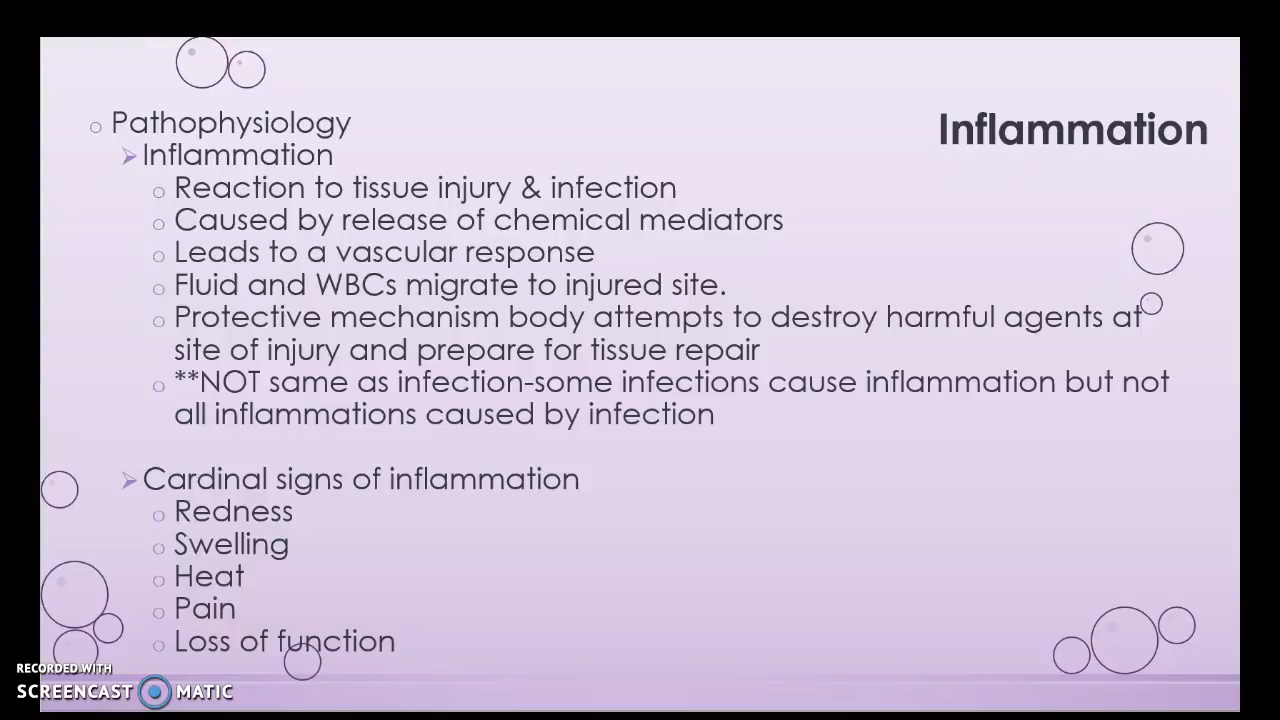 Inflammation
Pathophysiology
Inflammation
Reaction to tissue injury & infection
Caused by release of chemical mediators
Leads to a vascular response
Fluid and WBCs migrate to injured site.
Protective mechanism body attempts to destroy harmful agents at
site of injury and prepare for tissue repair
**NOT same as infection-some infections cause inflammation but not
all inflammations caused by infection
Cardinal signs of inflammation
Redness
Swelling
Heat
Pain
Loss of function
RECORDED WITH
SCREENCAST MATIC